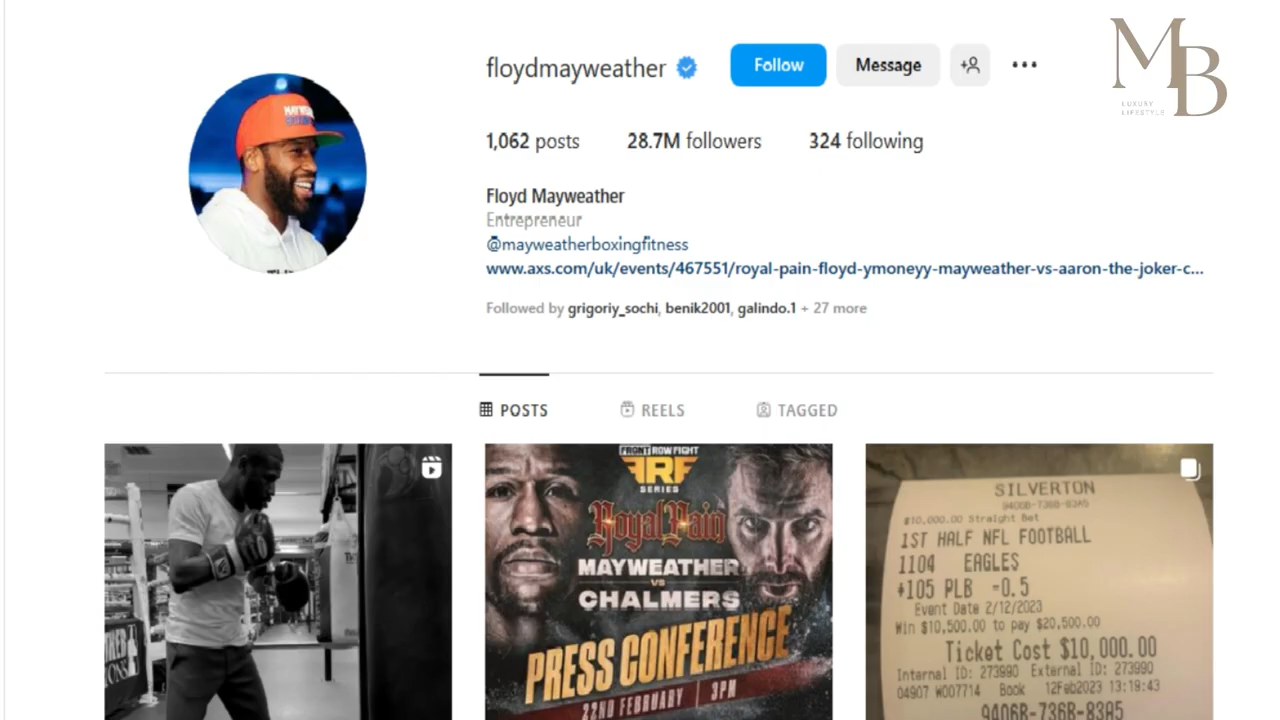 MB
LUXURY
LIFESTYLE
floydmayweather
Follow
Message
1,062 posts
28.7M followers
324 following
Floyd Mayweather
Entrepreneur
@mayweatherboxingfitness
www.axs.com/uk/events/467551/royal-pain-floyd-ymoneyy-mayweather-vs-aaron-the-joker-c...
Followed by grigoriy_sochi, benik2001, galindo.1 + 27 more
POSTS
REELS
TAGGED
FRONT ROW FIGHT
FRF
SERIES
Royal Pain
MAYWEATHER
VS
CHALMERS
PRESS CONFERENCE
22ND FEBRUARY | 3PM
SILVERTON
9406B-736B-83A5
$10,000.00 Straight Bet
1ST HALF NFL FOOTBALL
1104 EAGLES
+105 PLB -0.5
Event Date 2/12/2023
Win $10,500.00 to pay $20,500.00
Ticket Cost $10,000.00
Internal ID: 273990 External ID: 273990
04907 W007714 Book 12Feb2023 13:19:43
9406B-736B-83A5